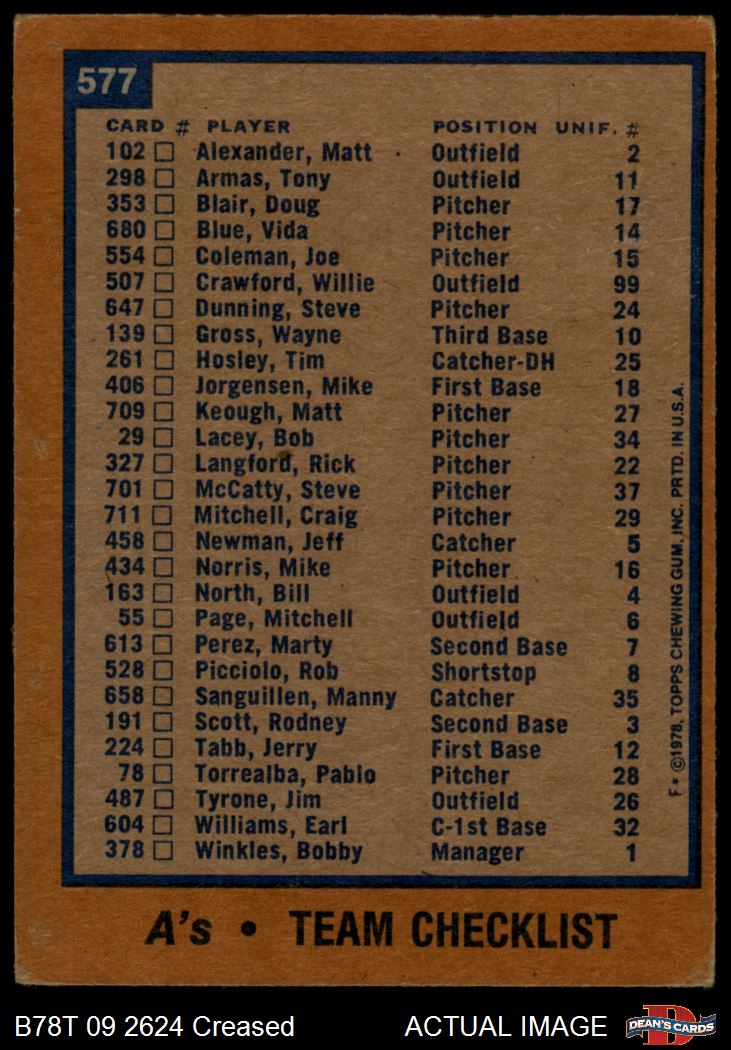 577
CARD # PLAYER POSITION UNIF. #
102 Alexander, Matt Outfield 2
298 Armas, Tony Outfield 11
353 Blair, Doug Pitcher 17
680 Blue, Vida Pitcher 14
554 Coleman, Joe Pitcher 15
507 Crawford, Willie Outfield 99
647 Dunning, Steve Pitcher 24
139 Gross, Wayne Third Base 10
261 Hosley, Tim Catcher-DH 25
406 Jorgensen, Mike First Base 18
709 Keough, Matt Pitcher 27
29 Lacey, Bob Pitcher 34
327 Langford, Rick Pitcher 22
701 McCatty, Steve Pitcher 37
711 Mitchell, Craig Pitcher 29
458 Newman, Jeff Catcher 5
434 Norris, Mike Pitcher 16
163 North, Bill Outfield 4
55 Page, Mitchell Outfield 6
613 Perez, Marty Second Base 7
528 Picciolo, Rob Shortstop 8
658 Sanguillen, Manny Catcher 35
191 Scott, Rodney Second Base 3
224 Tabb, Jerry First Base 12
78 Torrealba, Pablo Pitcher 28
487 Tyrone, Jim Outfield 26
604 Williams, Earl C-1st Base 32
378 Winkles, Bobby Manager 1
F* ©1978, TOPPS CHEWING GUM, INC. PRTD. IN U.S.A.
A's • TEAM CHECKLIST
B78T 09 2624 Creased ACTUAL IMAGE
D
DEAN'S CARDS